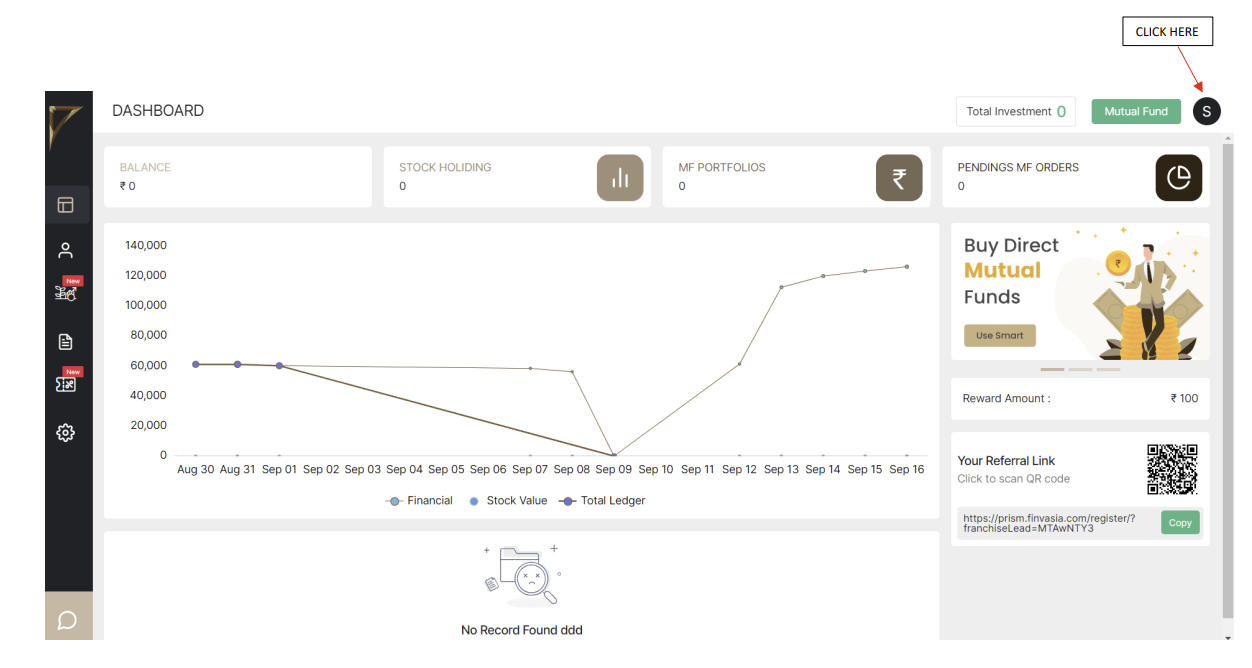 CLICK HERE
DASHBOARD
Total Investment 0
Mutual Fund
S
BALANCE
₹ 0
STOCK HOLIDING
0
MF PORTFOLIOS
0
₹
PENDINGS MF ORDERS
0
New
New
140,000
120,000
100,000
80,000
60,000
40,000
20,000
0
Aug 30 Aug 31 Sep 01 Sep 02 Sep 03 Sep 04 Sep 05 Sep 06 Sep 07 Sep 08 Sep 09 Sep 10 Sep 11 Sep 12 Sep 13 Sep 14 Sep 15 Sep 16
Financial Stock Value Total Ledger
Buy Direct
Mutual
Funds
Use Smart
₹
Reward Amount : ₹ 100
Your Referral Link
Click to scan QR code
https://prism.finvasia.com/register/?
franchiseLead=MTAwNTY3
Copy
No Record Found ddd